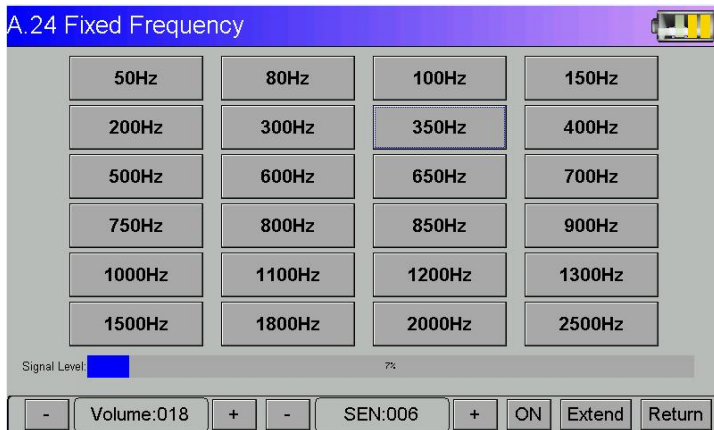 A.24 Fixed Frequency
50Hz 80Hz 100Hz 150Hz
200Hz 300Hz 350Hz 400Hz
500Hz 600Hz 650Hz 700Hz
750Hz 800Hz 850Hz 900Hz
1000Hz 1100Hz 1200Hz 1300Hz
1500Hz 1800Hz 2000Hz 2500Hz
Signal Level: 7%
- Volume:018 + - SEN:006 + ON Extend Return